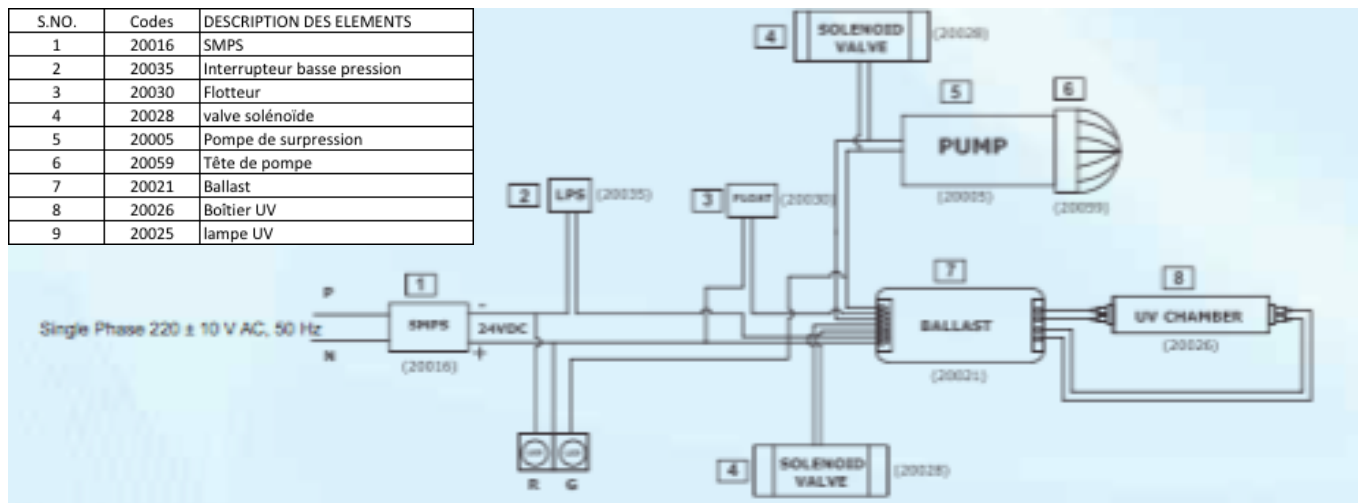 S.NO. Codes DESCRIPTION DES ELEMENTS
1 20016 SMPS
2 20035 Interrupteur basse pression
3 20030 Flotteur
4 20028 valve solénoïde
5 20005 Pompe de surpression
6 20059 Tête de pompe
7 20021 Ballast
8 20026 Boîtier UV
9 20025 lampe UV
4 SOLENOID
VALVE (20028)
5 6
PUMP
(20005) (20059)
2 LPS (20035) 3 FLOAT (20030)
1 7 8
P -
Single Phase 220 ± 10 V AC, 50 Hz SMPS 24VDC BALLAST UV CHAMBER
N +
(20016) (20021) (20026)
4 SOLENOID
VALVE (20028)
R G